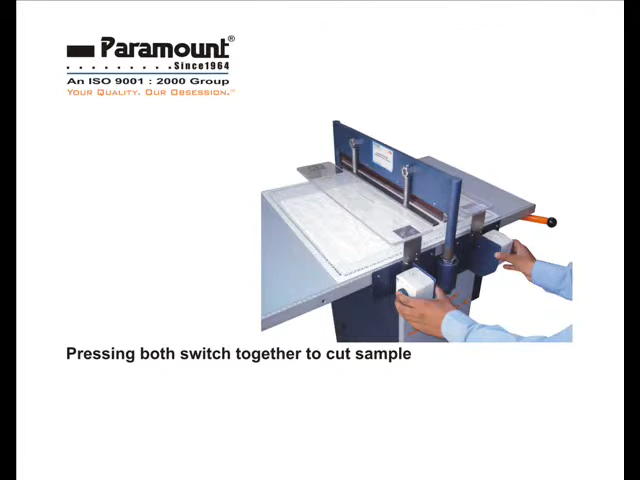 Paramount®
Since1964
An ISO 9001 : 2000 Group
YOUR QUALITY. OUR OBSESSION.™
Pressing both switch together to cut sample